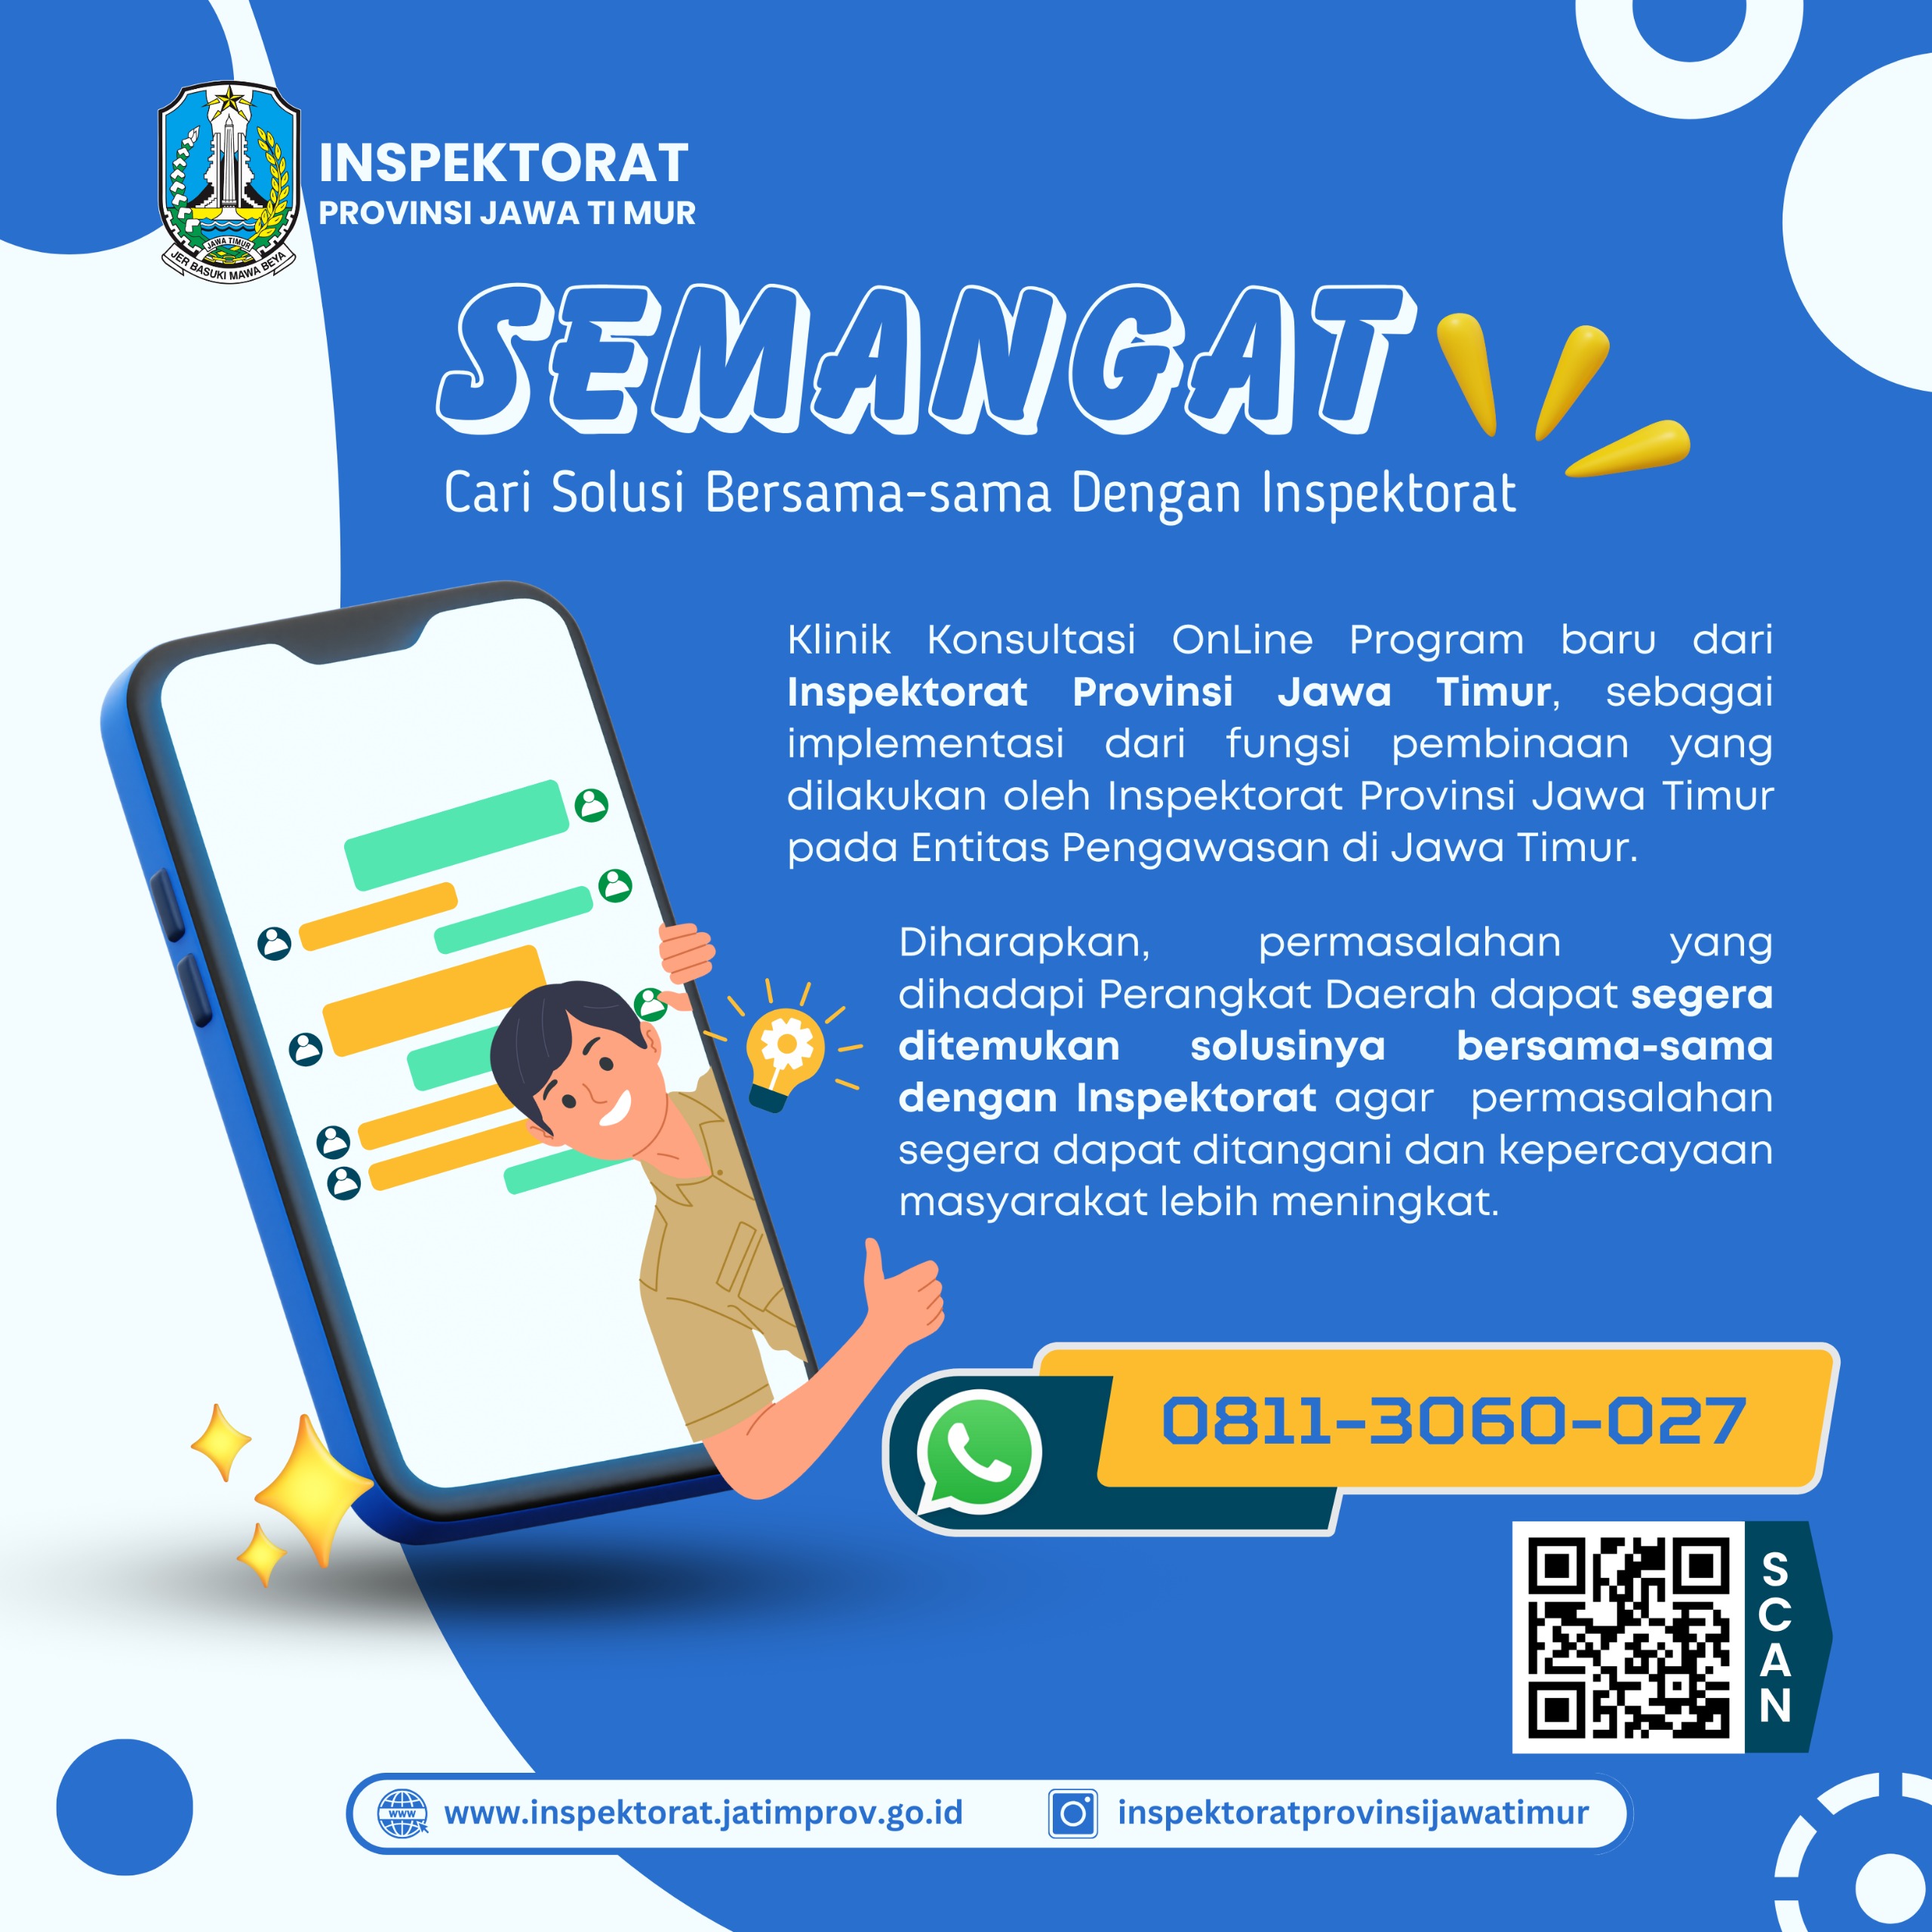 INSPEKTORAT
PROVINSI JAWA TI MUR
JAWA TIMUR
JER BASUKI MAWA BEYA
SEMANGAT
Cari Solusi Bersama-sama Dengan Inspektorat
Klinik Konsultasi OnLine Program baru dari
Inspektorat Provinsi Jawa Timur, sebagai
implementasi dari fungsi pembinaan yang
dilakukan oleh Inspektorat Provinsi Jawa Timur
pada Entitas Pengawasan di Jawa Timur.
Diharapkan, permasalahan yang
dihadapi Perangkat Daerah dapat segera
ditemukan solusinya bersama-sama
dengan Inspektorat agar permasalahan
segera dapat ditangani dan kepercayaan
masyarakat lebih meningkat.
0811-3060-027
SCAN
www
www.inspektorat.jatimprov.go.id
inspektoratprovinsijawatimur